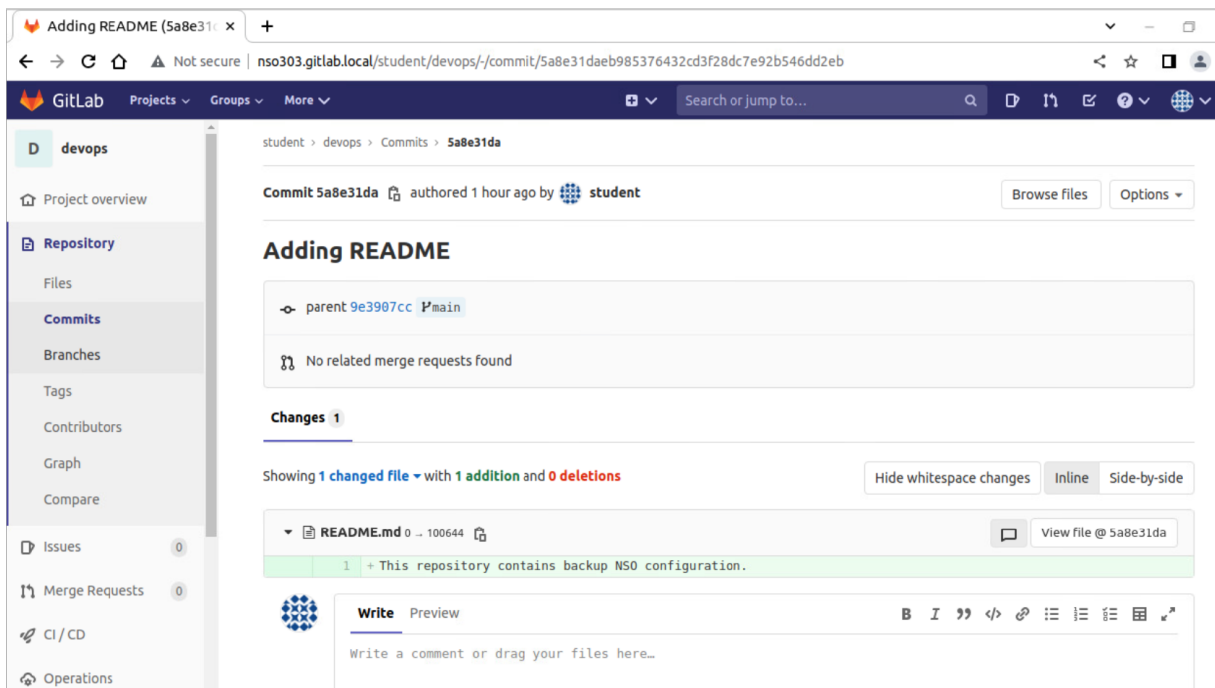 Adding README (5a8e31
Not secure | nso303.gitlab.local/student/devops/-/commit/5a8e31daeb985376432cd3f28dc7e92b546dd2eb
GitLab Projects Groups More Search or jump to...
D devops
Project overview
Repository
Files
Commits
Branches
Tags
Contributors
Graph
Compare
Issues 0
Merge Requests 0
CI / CD
Operations
student > devops > Commits > 5a8e31da
Commit 5a8e31da authored 1 hour ago by student Browse files Options
Adding README
parent 9e3907cc main
No related merge requests found
Changes 1
Showing 1 changed file with 1 addition and 0 deletions Hide whitespace changes Inline Side-by-side
README.md 0 → 100644 View file @ 5a8e31da
1 + This repository contains backup NSO configuration.
Write Preview B I
Write a comment or drag your files here…